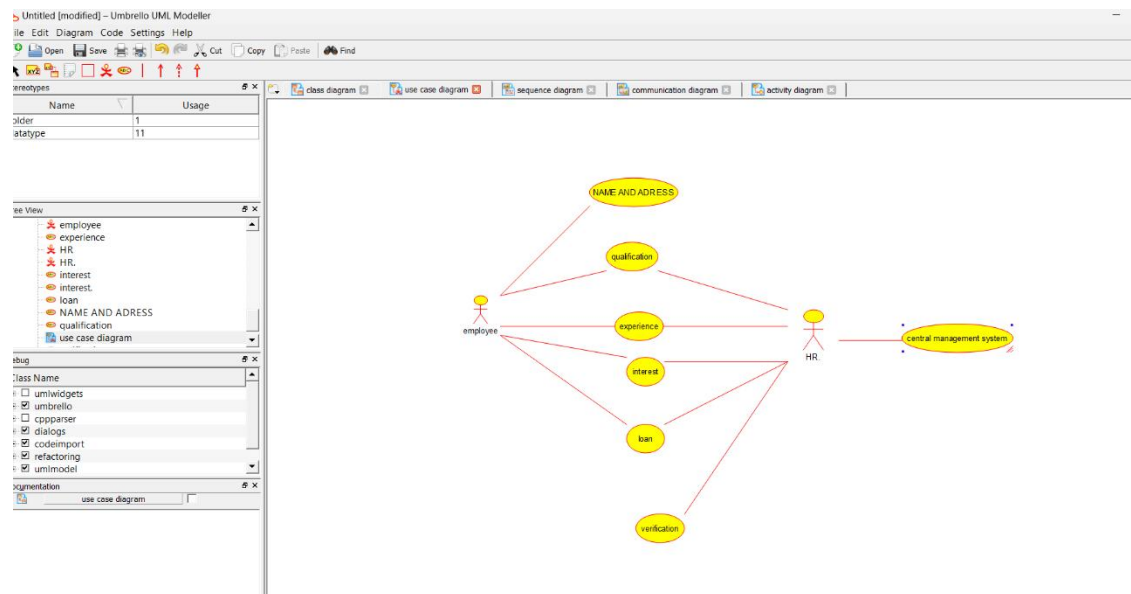 Untitled [modified] – Umbrello UML Modeller
ile Edit Diagram Code Settings Help
Open Save Cut Copy Paste Find
xyz
tereotypes
Name Usage
older 1
atatype 11
ree View
employee
experience
HR
HR.
interest
interest.
loan
NAME AND ADRESS
qualification
use case diagram
ebug
Class Name
umlwidgets
umbrello
cppparser
dialogs
codeimport
refactoring
umlmodel
ocumentation
use case diagram
class diagram use case diagram sequence diagram communication diagram activity diagram
NAME AND ADRESS
qualification
employee
experience
HR.
central management system
interest
loan
verification